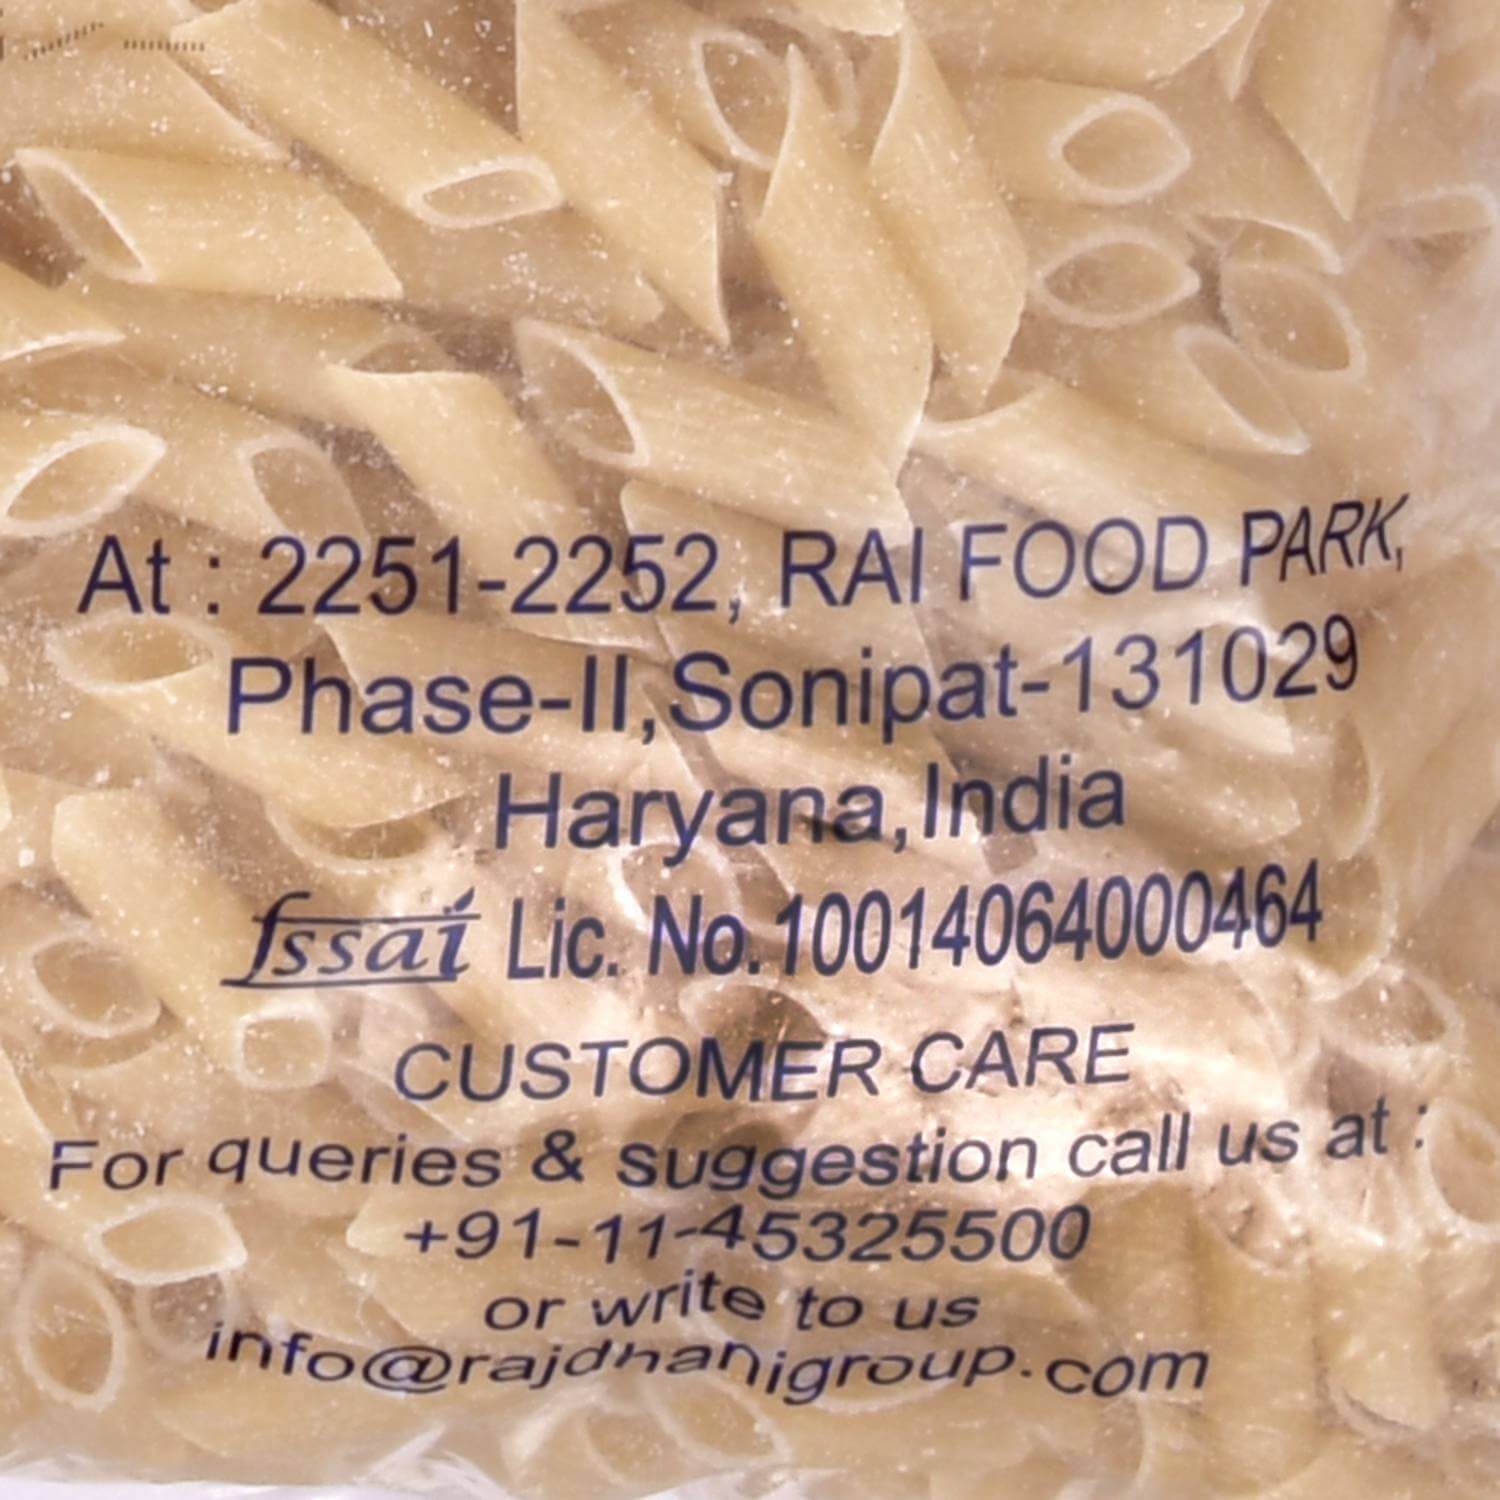 At : 2251-2252, RAI FOOD PARK,
Phase-II,Sonipat-131029
Haryana,India
fssai Lic. No.10014064000464
CUSTOMER CARE
For queries & suggestion call us at :
+91-11-45325500
or write to us
info@rajdhanigroup.com